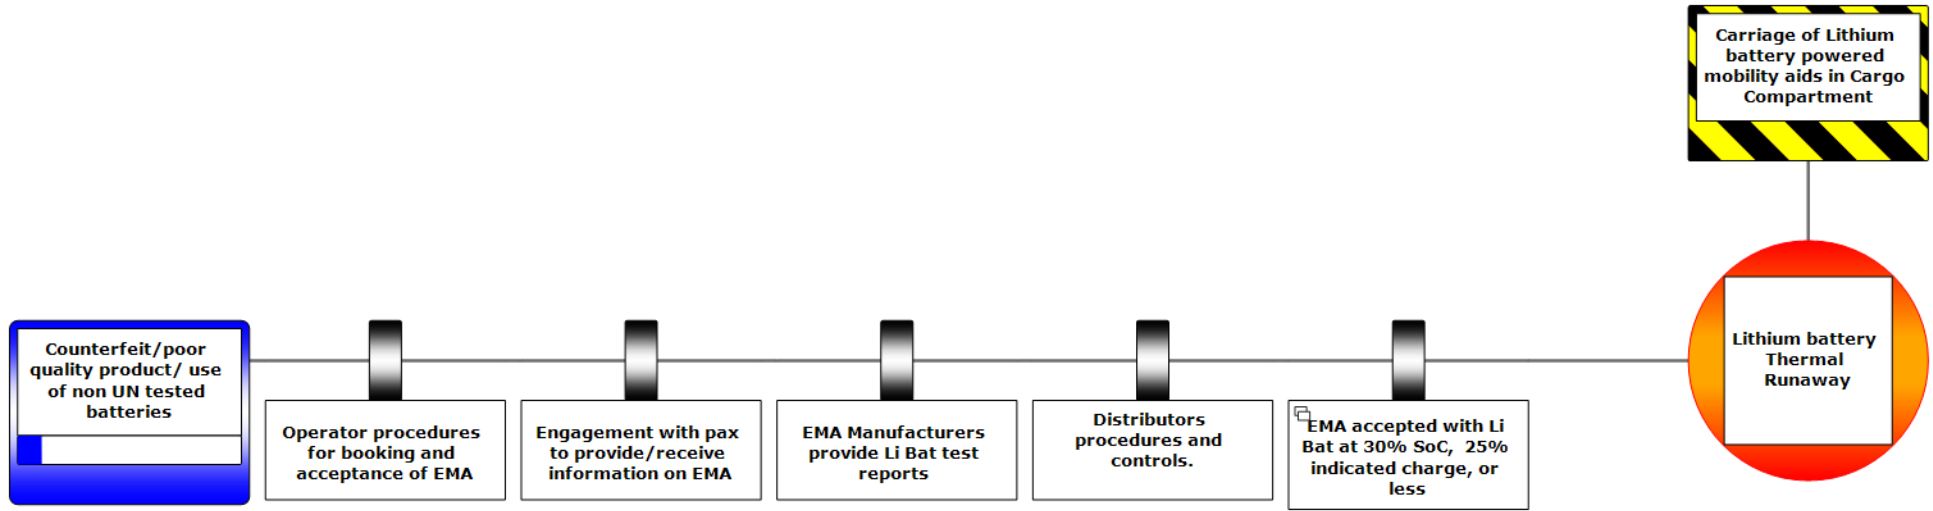 Carriage of Lithium
battery powered
mobility aids in Cargo
Compartment
Counterfeit/poor
quality product/ use
of non UN tested
batteries
Operator procedures
for booking and
acceptance of EMA
Engagement with pax
to provide/receive
information on EMA
EMA Manufacturers
provide Li Bat test
reports
Distributors
procedures and
controls.
EMA accepted with Li
Bat at 30% SoC,  25%
indicated charge, or
less
Lithium battery
Thermal
Runaway